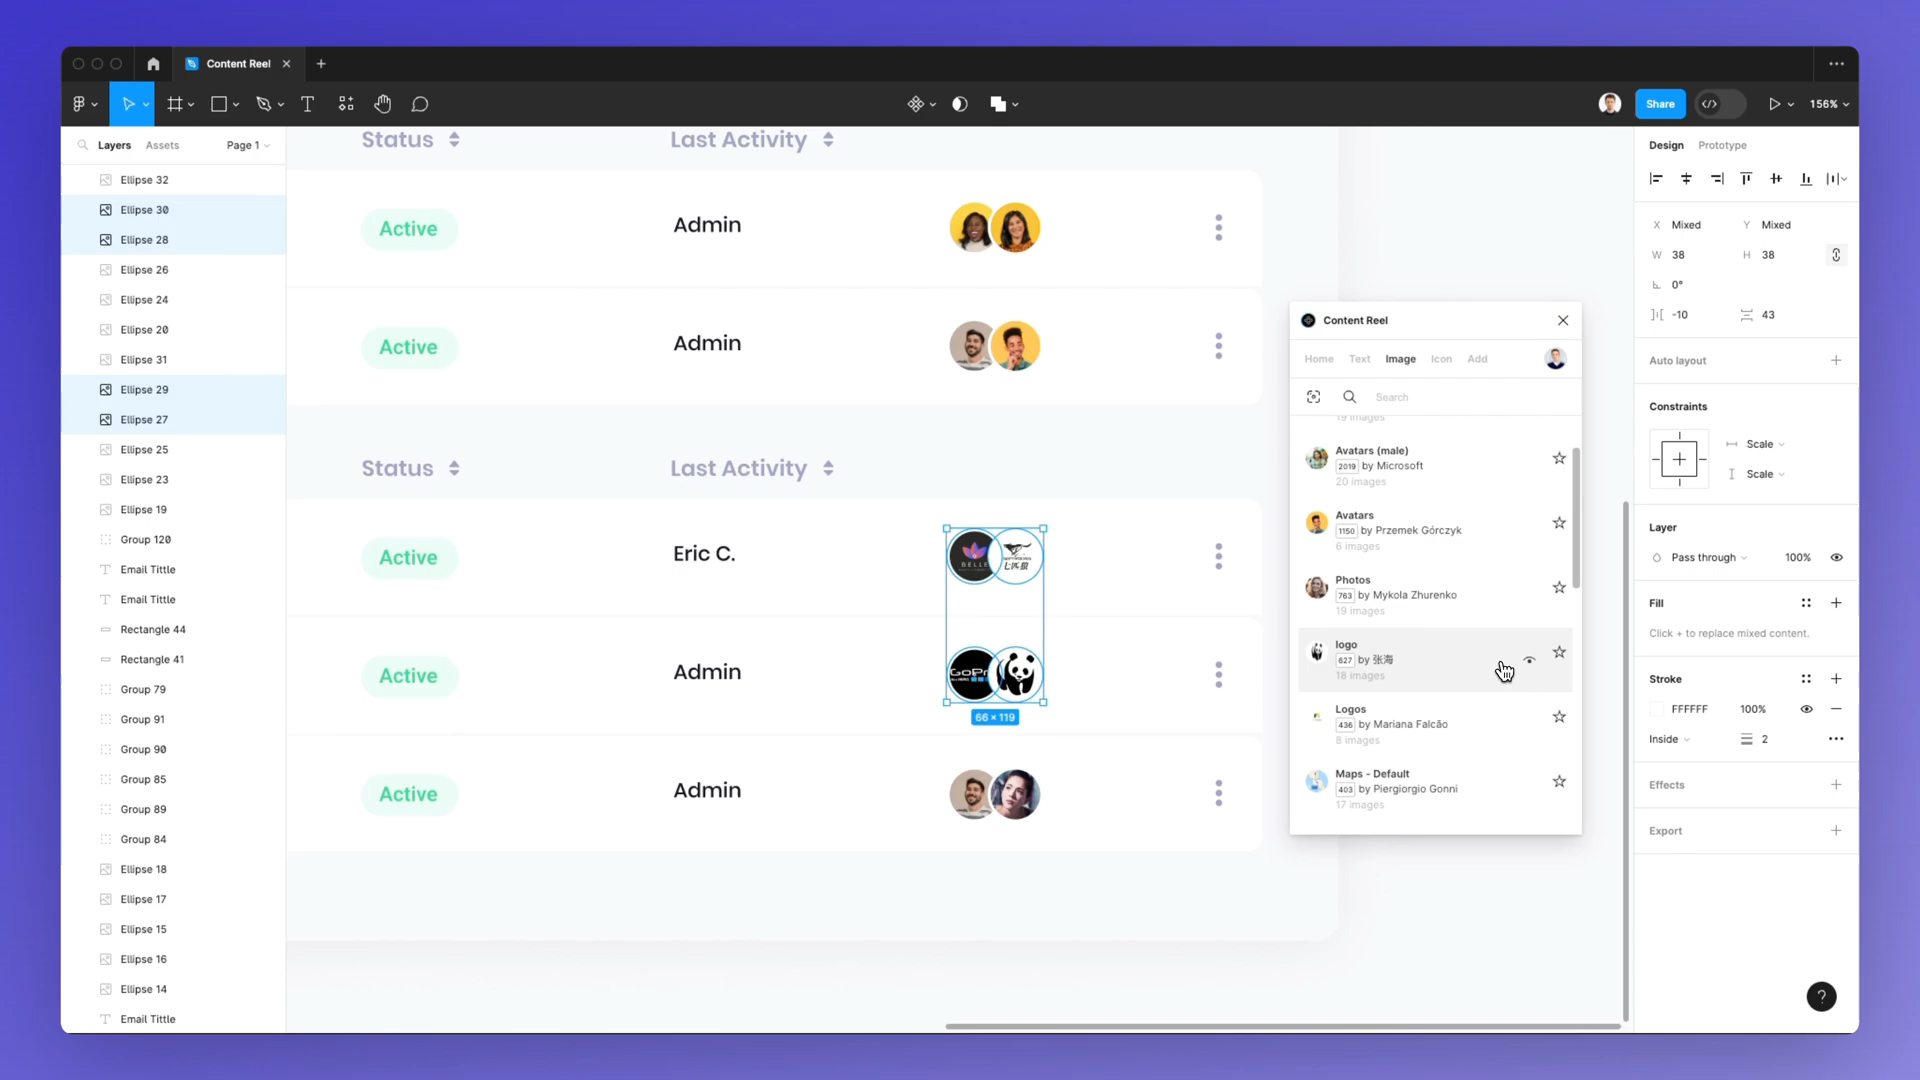 Content Reel
Share
156%
Layers
Assets
Page 1
Ellipse 32
Ellipse 30
Ellipse 28
Ellipse 26
Ellipse 24
Ellipse 20
Ellipse 31
Ellipse 29
Ellipse 27
Ellipse 25
Ellipse 23
Ellipse 19
Group 120
Email Tittle
Email Tittle
Rectangle 44
Rectangle 41
Group 79
Group 91
Group 90
Group 85
Group 89
Group 84
Ellipse 18
Ellipse 17
Ellipse 15
Ellipse 16
Ellipse 14
Email Tittle
Status
Last Activity
Active
Admin
Active
Admin
Status
Last Activity
Active
Eric C.
BELLE
七匹狼
Active
Admin
GoPr
66 × 119
Active
Admin
Content Reel
Home
Text
Image
Icon
Add
Search
19 images
Avatars (male)
2019 by Microsoft
20 images
Avatars
1150 by Przemek Górczyk
6 images
Photos
763 by Mykola Zhurenko
19 images
logo
627 by 张海
18 images
Logos
436 by Mariana Falcão
8 images
Maps - Default
403 by Piergiorgio Gonni
17 images
Design
Prototype
X Mixed
Y Mixed
W 38
H 38
0°
-10
43
Auto layout
Constraints
Scale
Scale
Layer
Pass through
100%
Fill
Click + to replace mixed content.
Stroke
FFFFFF
100%
Inside
2
Effects
Export
?